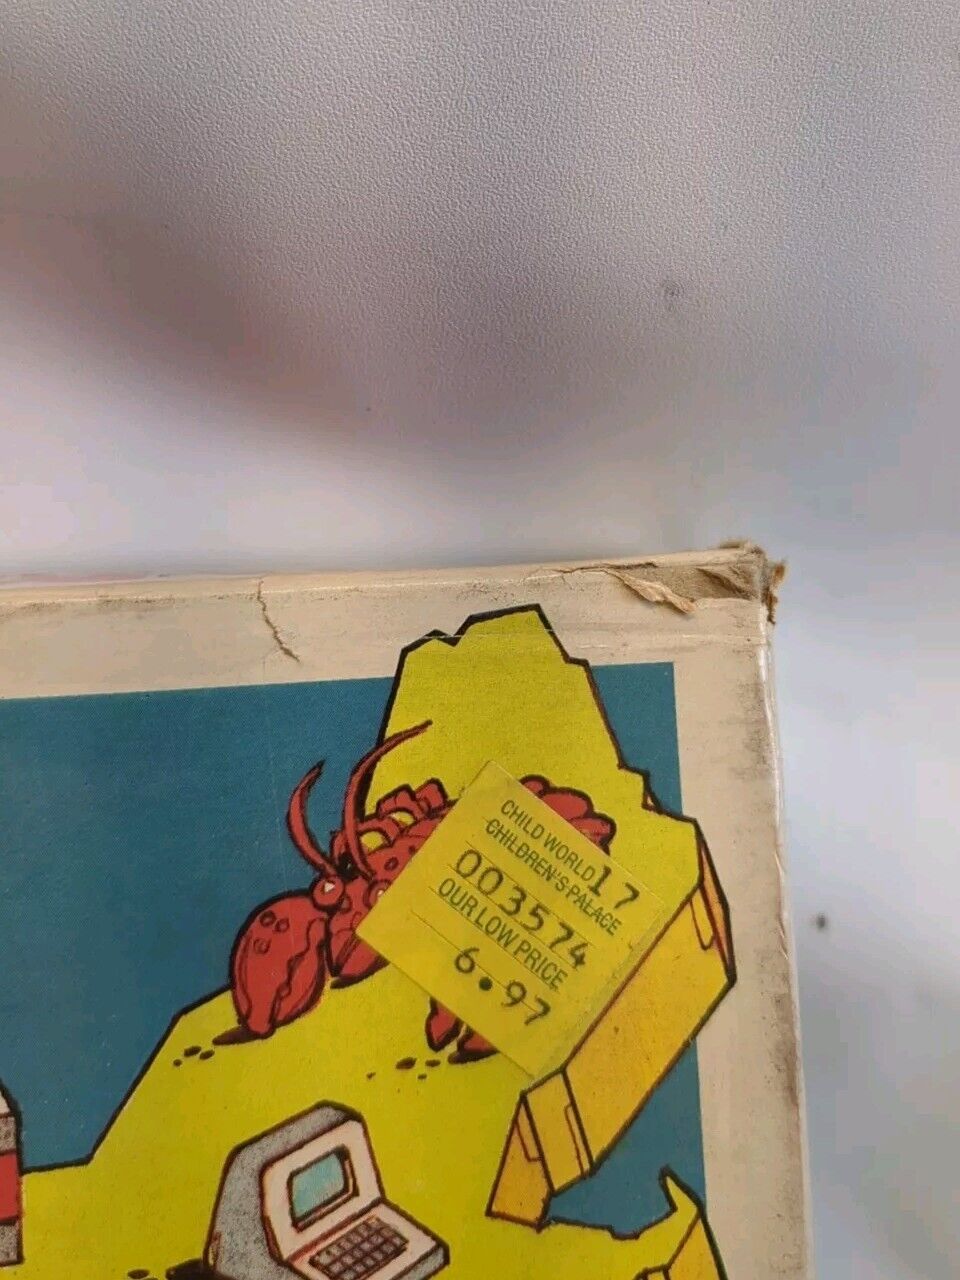 CHILD WORLD 17
CHILDREN'S PALACE
003574
OUR LOW PRICE
6.97